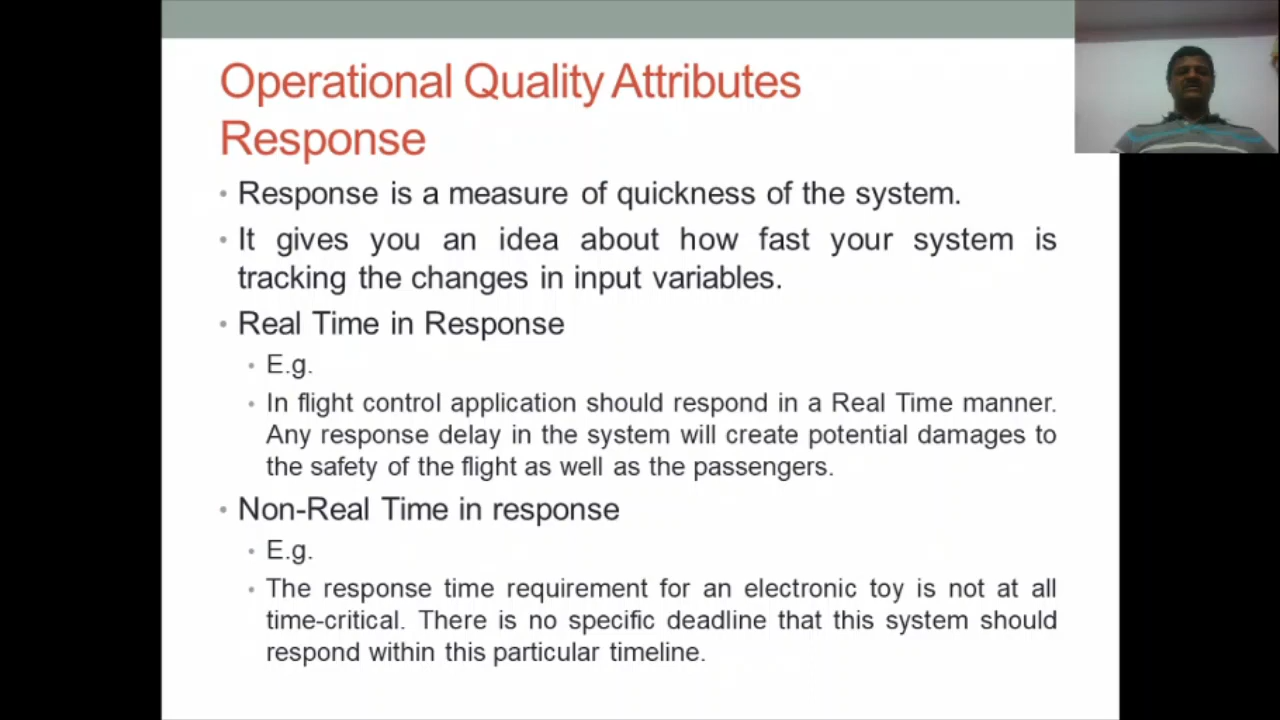 Operational Quality Attributes
Response
• Response is a measure of quickness of the system.
• It gives you an idea about how fast your system is
tracking the changes in input variables.
• Real Time in Response
• E.g.
• In flight control application should respond in a Real Time manner.
Any response delay in the system will create potential damages to
the safety of the flight as well as the passengers.
• Non-Real Time in response
• E.g.
• The response time requirement for an electronic toy is not at all
time-critical. There is no specific deadline that this system should
respond within this particular timeline.